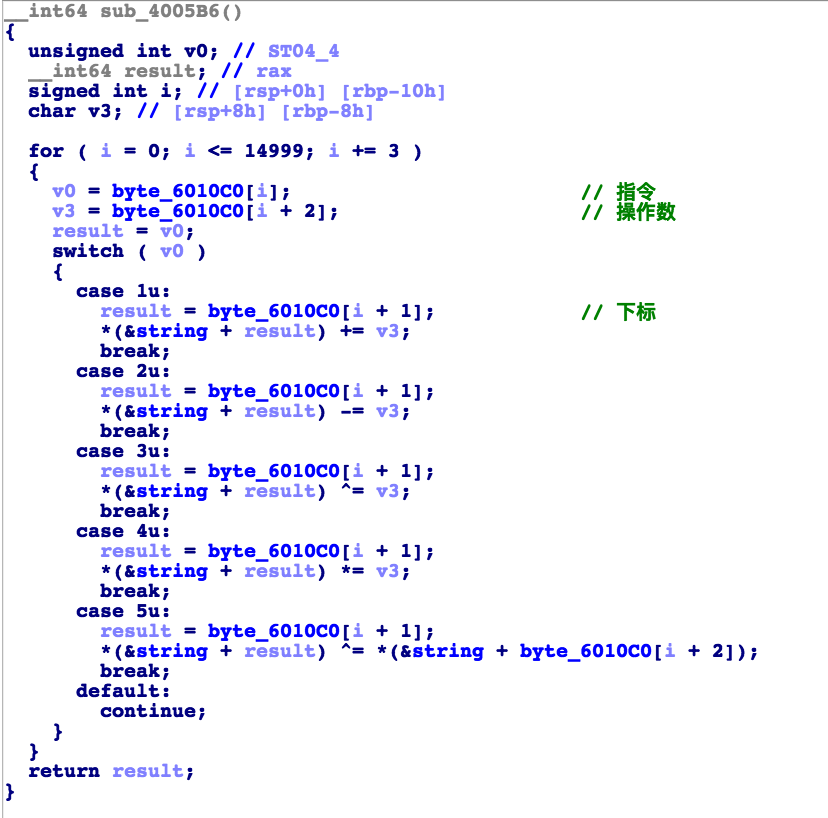 __int64 sub_4005B6()
{
  unsigned int v0; // ST04_4
  __int64 result; // rax
  signed int i; // [rsp+0h] [rbp-10h]
  char v3; // [rsp+8h] [rbp-8h]

  for ( i = 0; i <= 14999; i += 3 )
  {
    v0 = byte_6010C0[i];                        // 指令
    v3 = byte_6010C0[i + 2];                    // 操作数
    result = v0;
    switch ( v0 )
    {
      case 1u:
        result = byte_6010C0[i + 1];            // 下标
        *(&string + result) += v3;
        break;
      case 2u:
        result = byte_6010C0[i + 1];
        *(&string + result) -= v3;
        break;
      case 3u:
        result = byte_6010C0[i + 1];
        *(&string + result) ^= v3;
        break;
      case 4u:
        result = byte_6010C0[i + 1];
        *(&string + result) *= v3;
        break;
      case 5u:
        result = byte_6010C0[i + 1];
        *(&string + result) ^= *(&string + byte_6010C0[i + 2]);
        break;
      default:
        continue;
    }
  }
  return result;
}